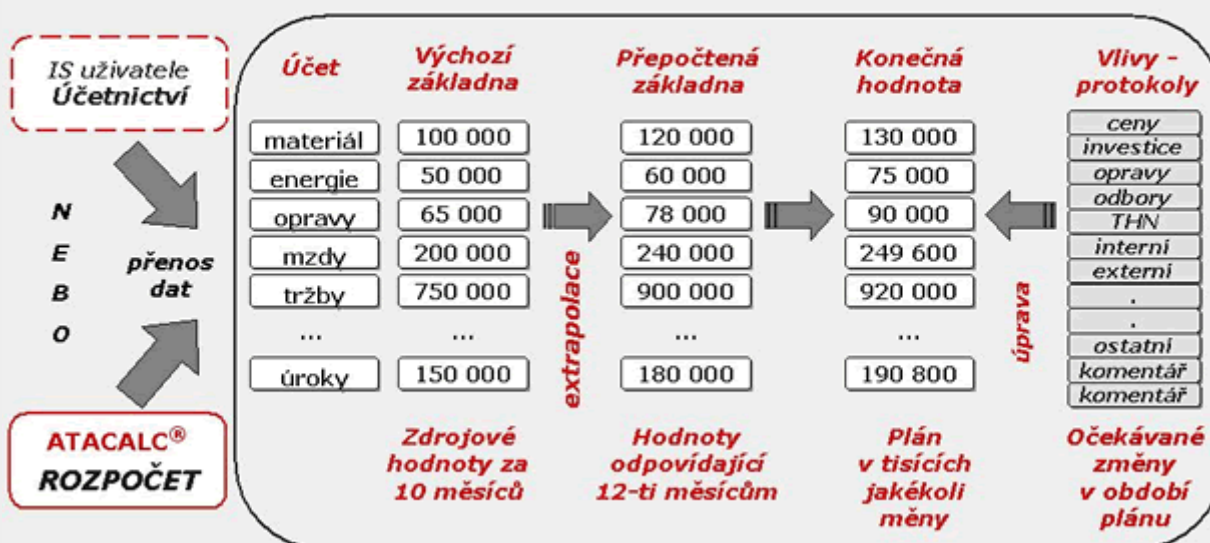 IS uživatele
Účetnictví
N
E
B
O
přenos
dat
ATACALC®
ROZPOČET
Účet
materiál
energie
opravy
mzdy
tržby
...
úroky
Výchozí
základna
100 000
50 000
65 000
200 000
750 000
...
150 000
Zdrojové
hodnoty za
10 měsíců
extrapolace
Přepočtená
základna
120 000
60 000
78 000
240 000
900 000
...
180 000
Hodnoty
odpovídající
12-ti měsícům
Konečná
hodnota
130 000
75 000
90 000
249 600
920 000
...
190 800
Plán
v tisících
jakékoli
měny
úprava
Vlivy –
protokoly
ceny
investice
opravy
odbory
THN
interní
externí
.
.
ostatní
komentář
komentář
Očekávané
změny
v období
plánu